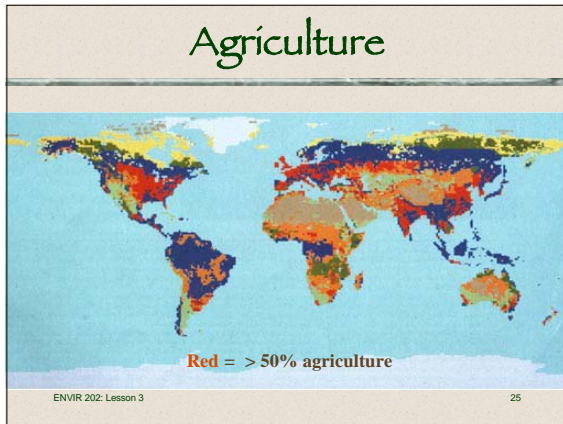 Agriculture
Red = > 50% agriculture
ENVIR 202: Lesson 3 25